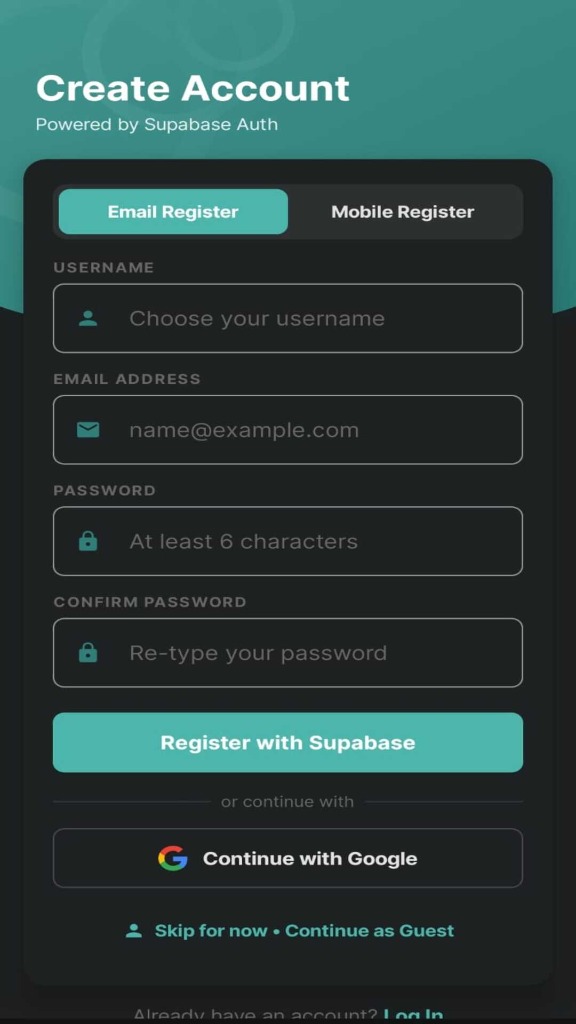 Create Account
Powered by Supabase Auth
Email Register
Mobile Register
USERNAME
Choose your username
EMAIL ADDRESS
name@example.com
PASSWORD
At least 6 characters
CONFIRM PASSWORD
Re-type your password
Register with Supabase
or continue with
Continue with Google
Skip for now • Continue as Guest
Already have an account? Log In